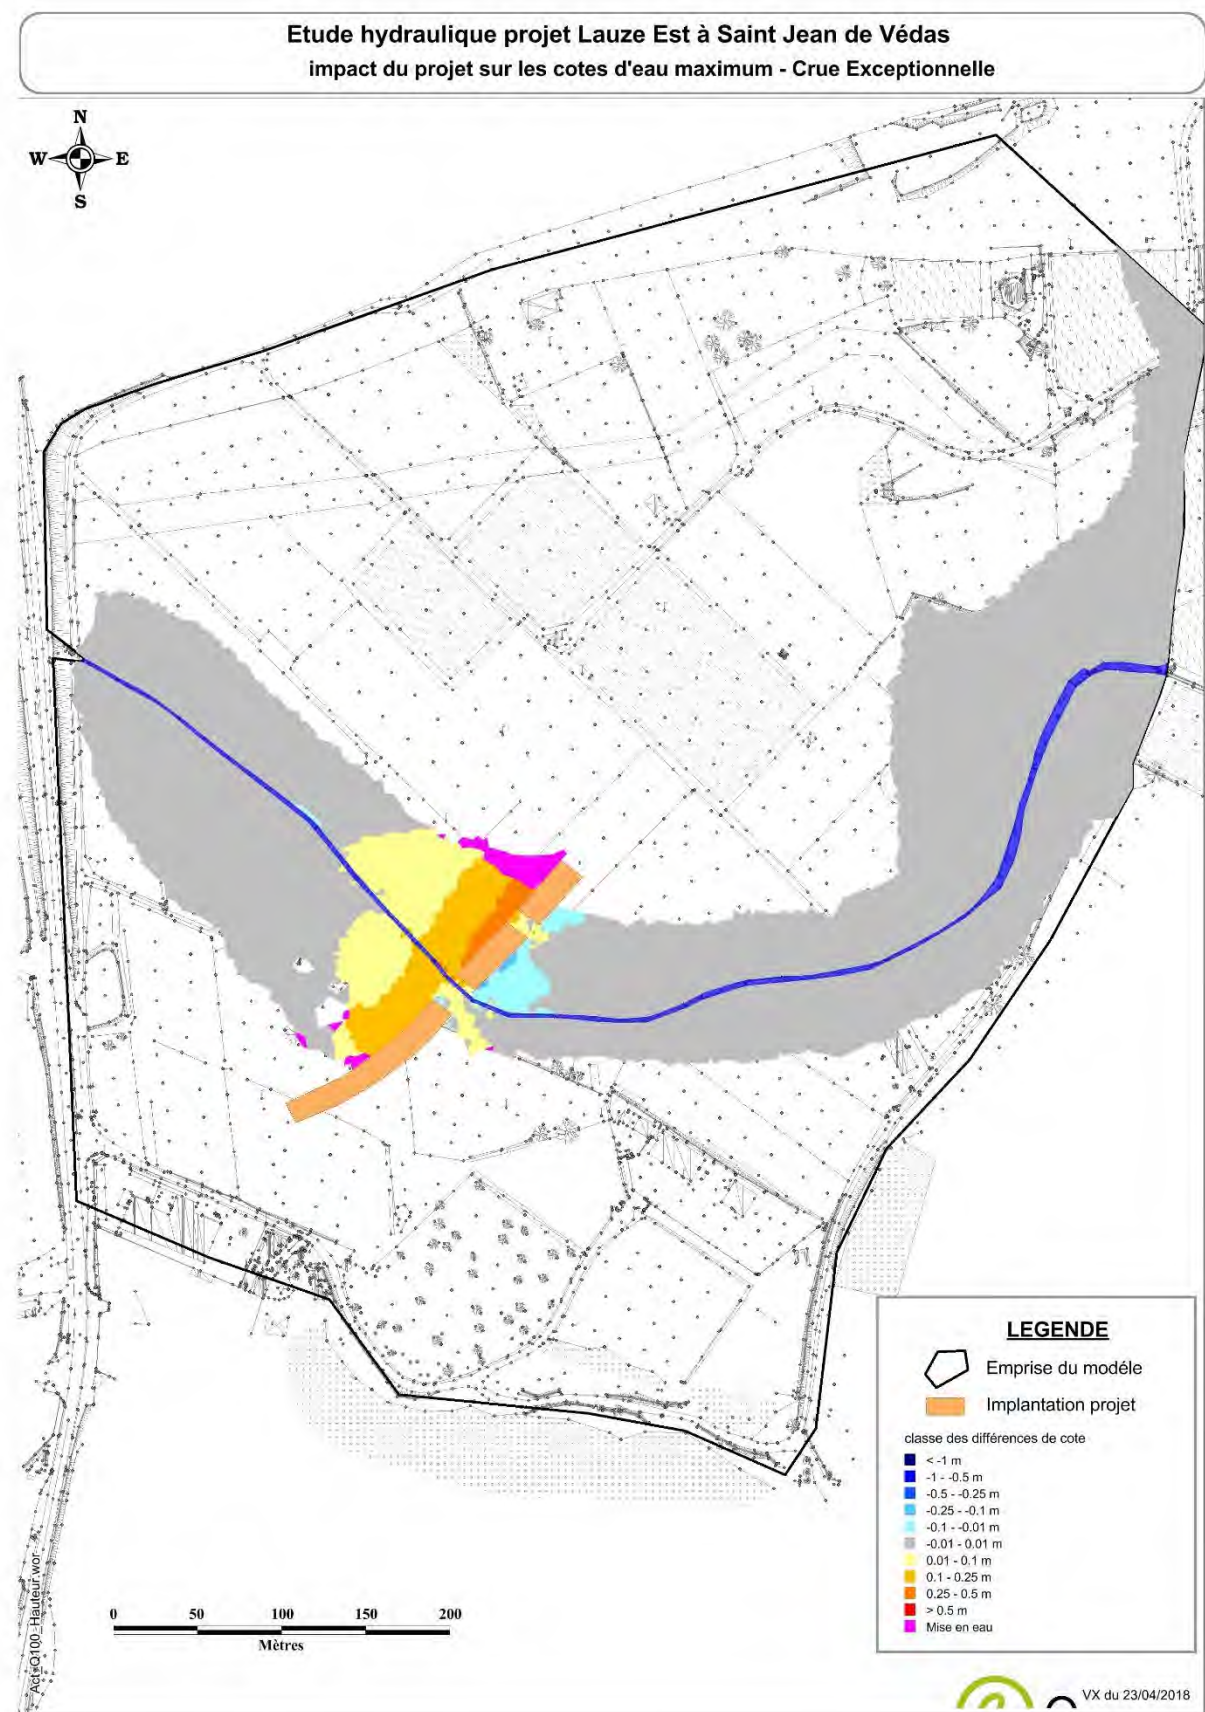 Etude hydraulique projet Lauze Est à Saint Jean de Védas
impact du projet sur les cotes d'eau maximum - Crue Exceptionnelle
N
W E
S
LEGENDE
Emprise du modéle
Implantation projet
classe des différences de cote
< -1 m
-1 - -0.5 m
-0.5 - -0.25 m
-0.25 - -0.1 m
-0.1 - -0.01 m
-0.01 - 0.01 m
0.01 - 0.1 m
0.1 - 0.25 m
0.25 - 0.5 m
> 0.5 m
Mise en eau
0 50 100 150 200
Mètres
Act-Q100-Hauteur.wor
VX du 23/04/2018